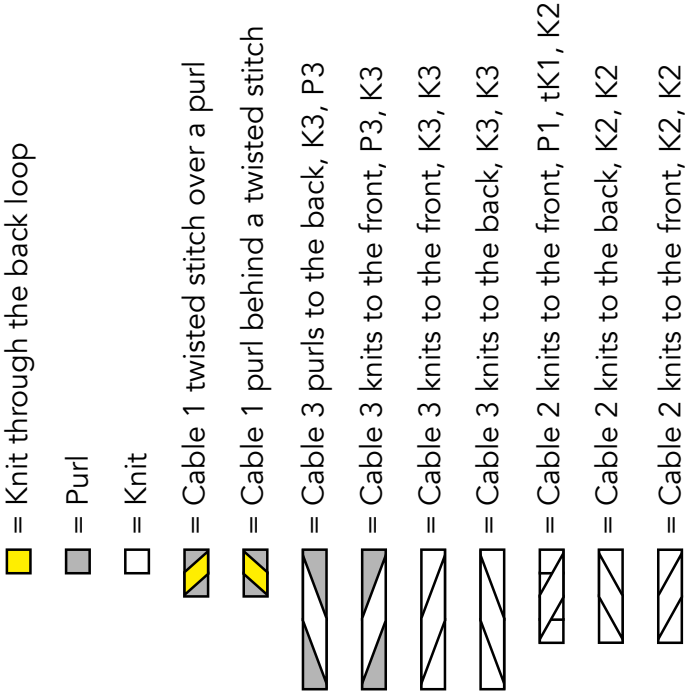 = Knit through the back loop
= Purl
= Knit
= Cable 1 twisted stitch over a purl
= Cable 1 purl behind a twisted stitch
= Cable 3 purls to the back, K3, P3
= Cable 3 knits to the front, P3, K3
= Cable 3 knits to the front, K3, K3
= Cable 3 knits to the back, K3, K3
= Cable 2 knits to the front, P1, tK1, K2
= Cable 2 knits to the back, K2, K2
= Cable 2 knits to the front, K2, K2